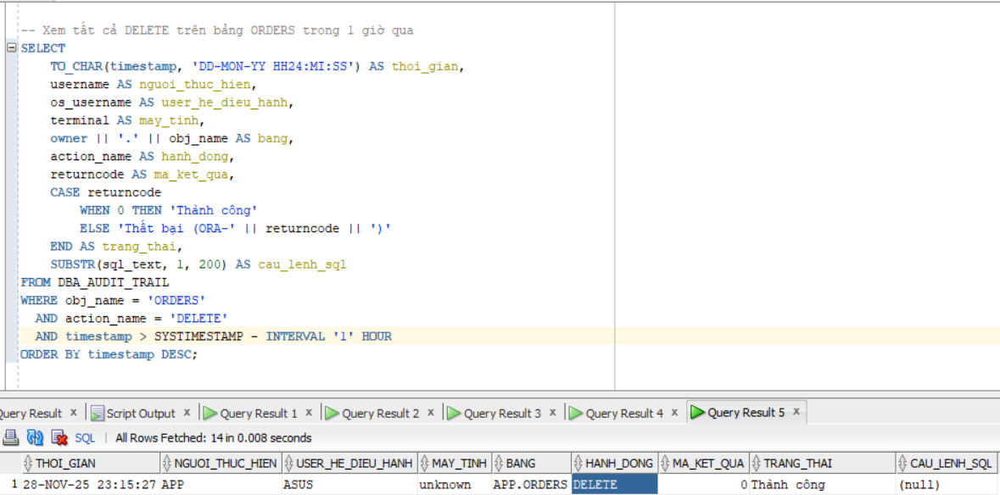 -- Xem tất cả DELETE trên bảng ORDERS trong 1 giờ qua
SELECT
TO_CHAR(timestamp, 'DD-MON-YY HH24:MI:SS') AS thoi_gian,
username AS nguoi_thuc_hien,
os_username AS user_he_dieu_hanh,
terminal AS may_tinh,
owner || '.' || obj_name AS bang,
action_name AS hanh_dong,
returncode AS ma_ket_qua,
CASE returncode
WHEN 0 THEN 'Thành công'
ELSE 'Thất bại (ORA-' || returncode || ')'
END AS trang_thai,
SUBSTR(sql_text, 1, 200) AS cau_lenh_sql
FROM DBA_AUDIT_TRAIL
WHERE obj_name = 'ORDERS'
AND action_name = 'DELETE'
AND timestamp > SYSTIMESTAMP - INTERVAL '1' HOUR
ORDER BY timestamp DESC;
Query Result x Script Output x Query Result 1 x Query Result 2 x Query Result 3 x Query Result 4 x Query Result 5 x
SQL | All Rows Fetched: 14 in 0.008 seconds
THOI_GIAN NGUOI_THUC_HIEN USER_HE_DIEU_HANH MAY_TINH BANG HANH_DONG MA_KET_QUA TRANG_THAI CAU_LENH_SQL
1 28-NOV-25 23:15:27 APP ASUS unknown APP.ORDERS DELETE 0 Thành công (null)